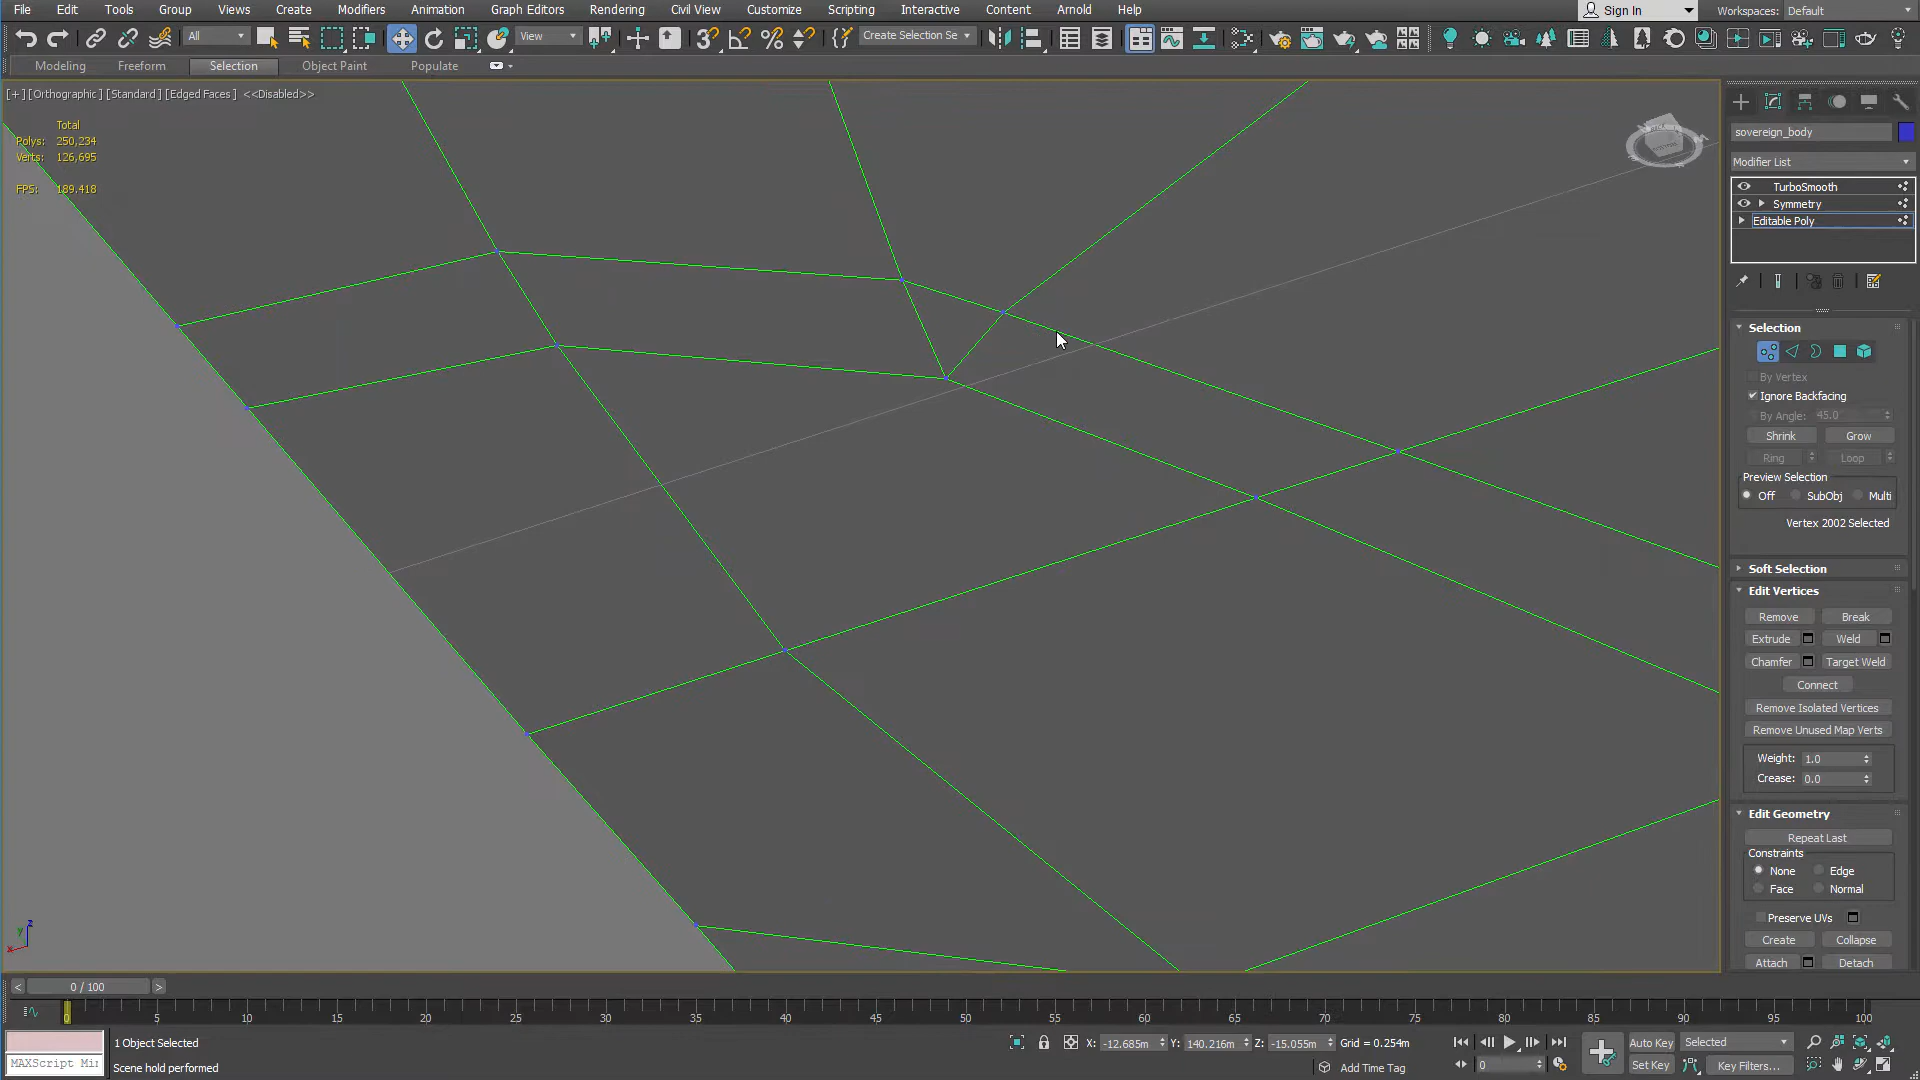 File Edit Tools Group Views Create Modifiers Animation Graph Editors Rendering Civil View Customize Scripting Interactive Content Arnold Help
Sign In Workspaces: Default
All View Create Selection Se
Modeling Freeform Selection Object Paint Populate
[+] [Orthographic] [Standard] [Edged Faces] <<Disabled>>
Total
Polys: 250,234
Verts: 126,695
FPS: 189,418
sovereign_body
Modifier List
TurboSmooth
Symmetry
Editable Poly
Selection
By Vertex
Ignore Backfacing
By Angle: 45.0
Shrink Grow
Ring Loop
Preview Selection
Off SubObj Multi
Vertex 2002 Selected
Soft Selection
Edit Vertices
Remove Break
Extrude Weld
Chamfer Target Weld
Connect
Remove Isolated Vertices
Remove Unused Map Verts
Weight: 1.0
Crease: 0.0
Edit Geometry
Repeat Last
Constraints
None Edge
Face Normal
Preserve UVs
Create Collapse
Attach Detach
z
y
x
< 0 / 100 >
0 5 10 15 20 25 30 35 40 45 50 55 60 65 70 75 80 85 90 95 100
1 Object Selected X: -12.685m Y: 140.216m Z: -15.055m Grid = 0.254m Auto Key Selected
MAXScript Mi Scene hold performed Add Time Tag 0 Set Key Key Filters...